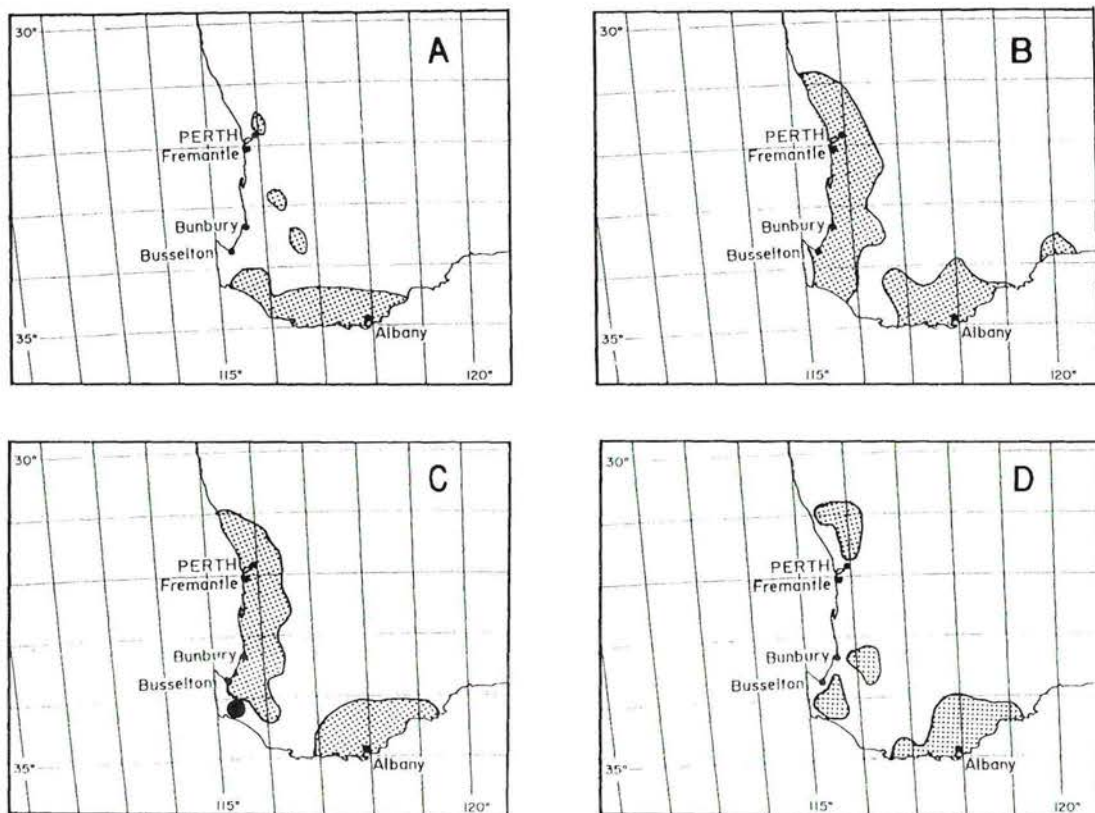 30°
A
PERTH
Fremantle
Bunbury
Busselton
Albany
35°
115°
120°
30°
B
PERTH
Fremantle
Bunbury
Busselton
Albany
35°
115°
120°
30°
C
PERTH
Fremantle
Bunbury
Busselton
Albany
35°
115°
120°
30°
D
PERTH
Fremantle
Bunbury
Busselton
Albany
35°
115°
120°